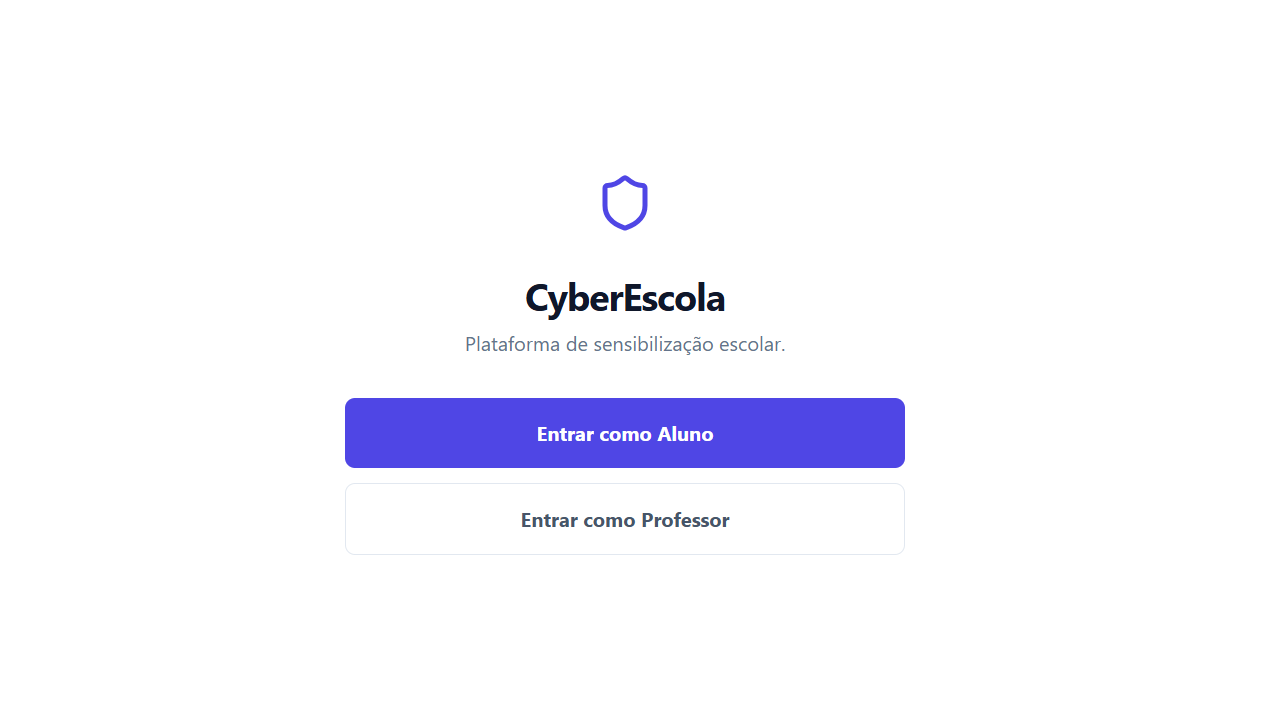 CyberEscola
Plataforma de sensibilização escolar.
Entrar como Aluno
Entrar como Professor